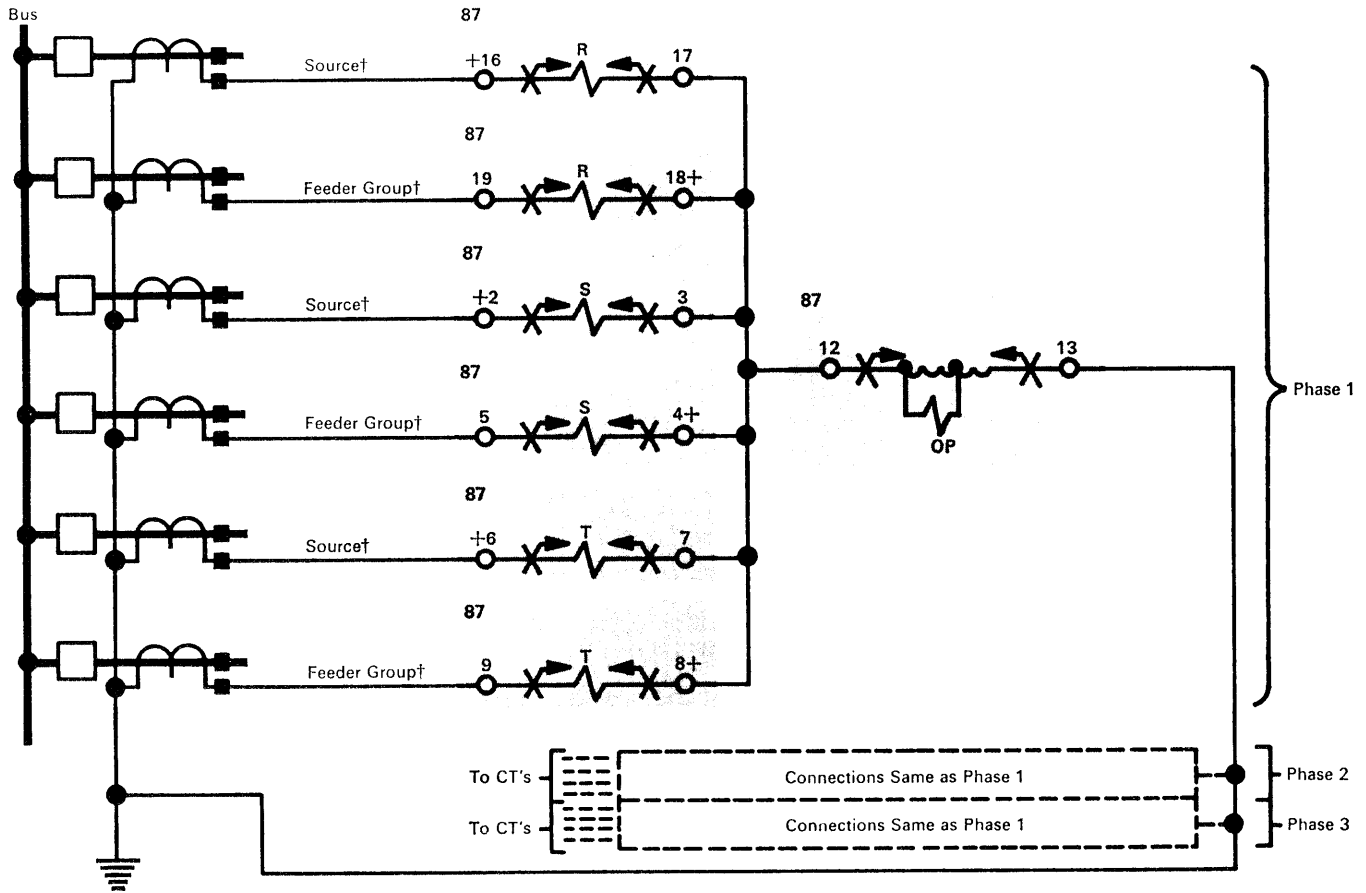 Bus
87
Source†
+16
R
17
87
Feeder Group†
19
R
18+
87
Source†
+2
S
3
87
Feeder Group†
5
S
4+
87
Source†
+6
T
7
87
Feeder Group†
9
T
8+
87
12
13
OP
Phase 1
To CT's
Connections Same as Phase 1
Phase 2
To CT's
Connections Same as Phase 1
Phase 3